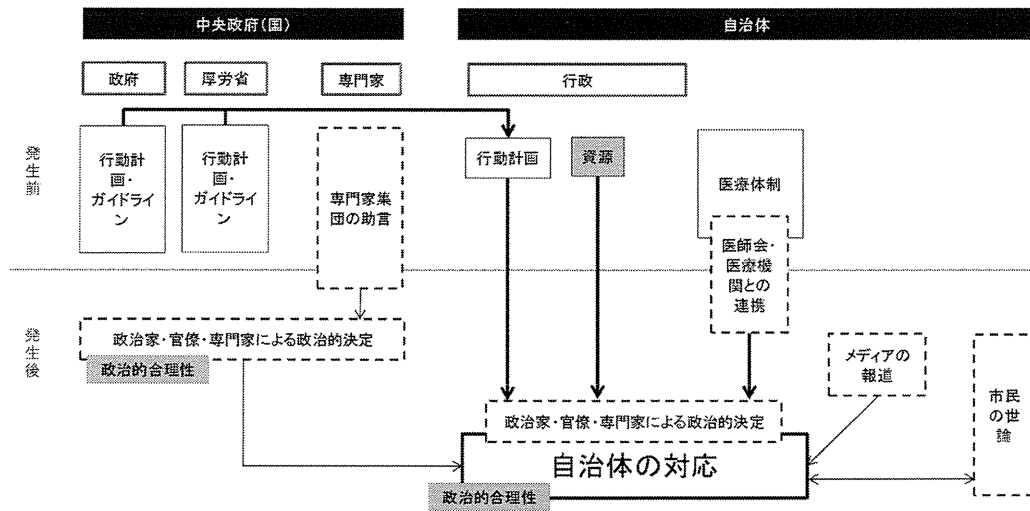 中央政府(国)
自治体
政府
厚労省
専門家
行政
発生前
行動計
画・
ガイドライ
ン
行動計
画・
ガイドライ
ン
専門家集
団の助言
行動計画
資源
医療体制
医師会・
医療機
関との
連携
発生後
政治家・官僚・専門家による政治的決定
政治的合理性
メディアの
報道
市民
の世
論
政治家・官僚・専門家による政治的決定
自治体の対応
政治的合理性